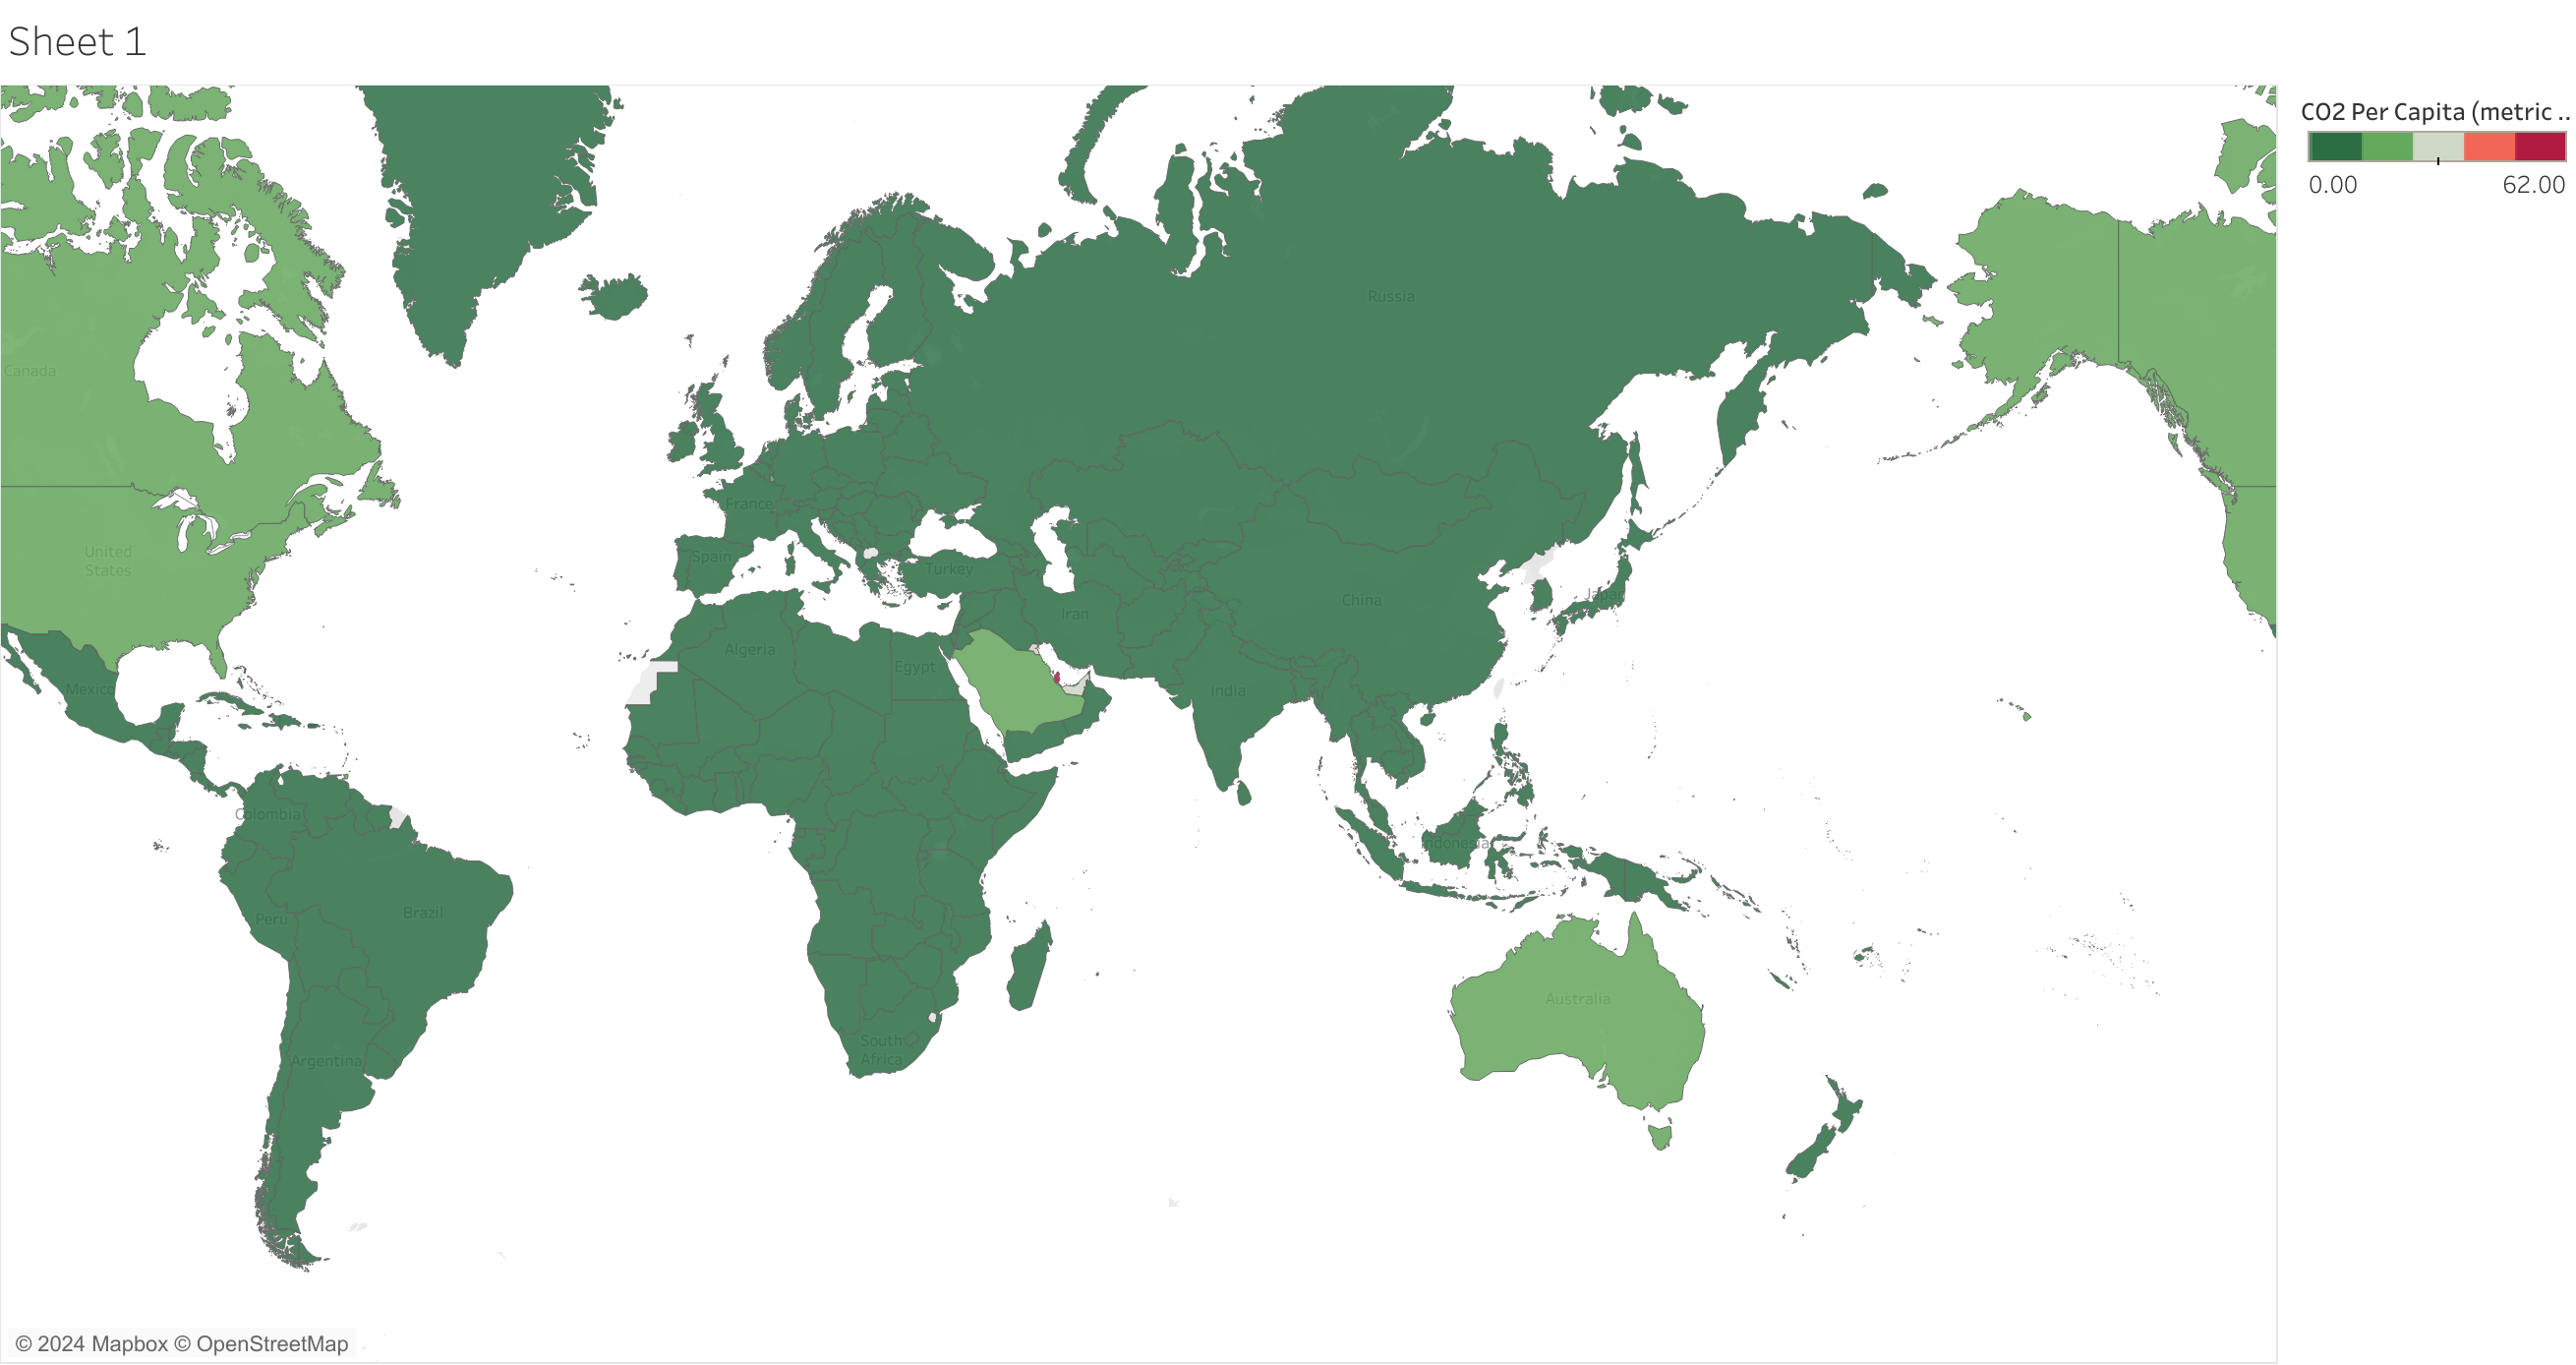 Sheet 1
CO2 Per Capita (metric ..
0.00
62.00
Russia
Canada
United
States
Mexico
France
Spain
Turkey
Iran
China
Japan
Algeria
Egypt
India
Colombia
Indonesia
Peru
Brazil
Australia
South
Africa
Argentina
© 2024 Mapbox © OpenStreetMap